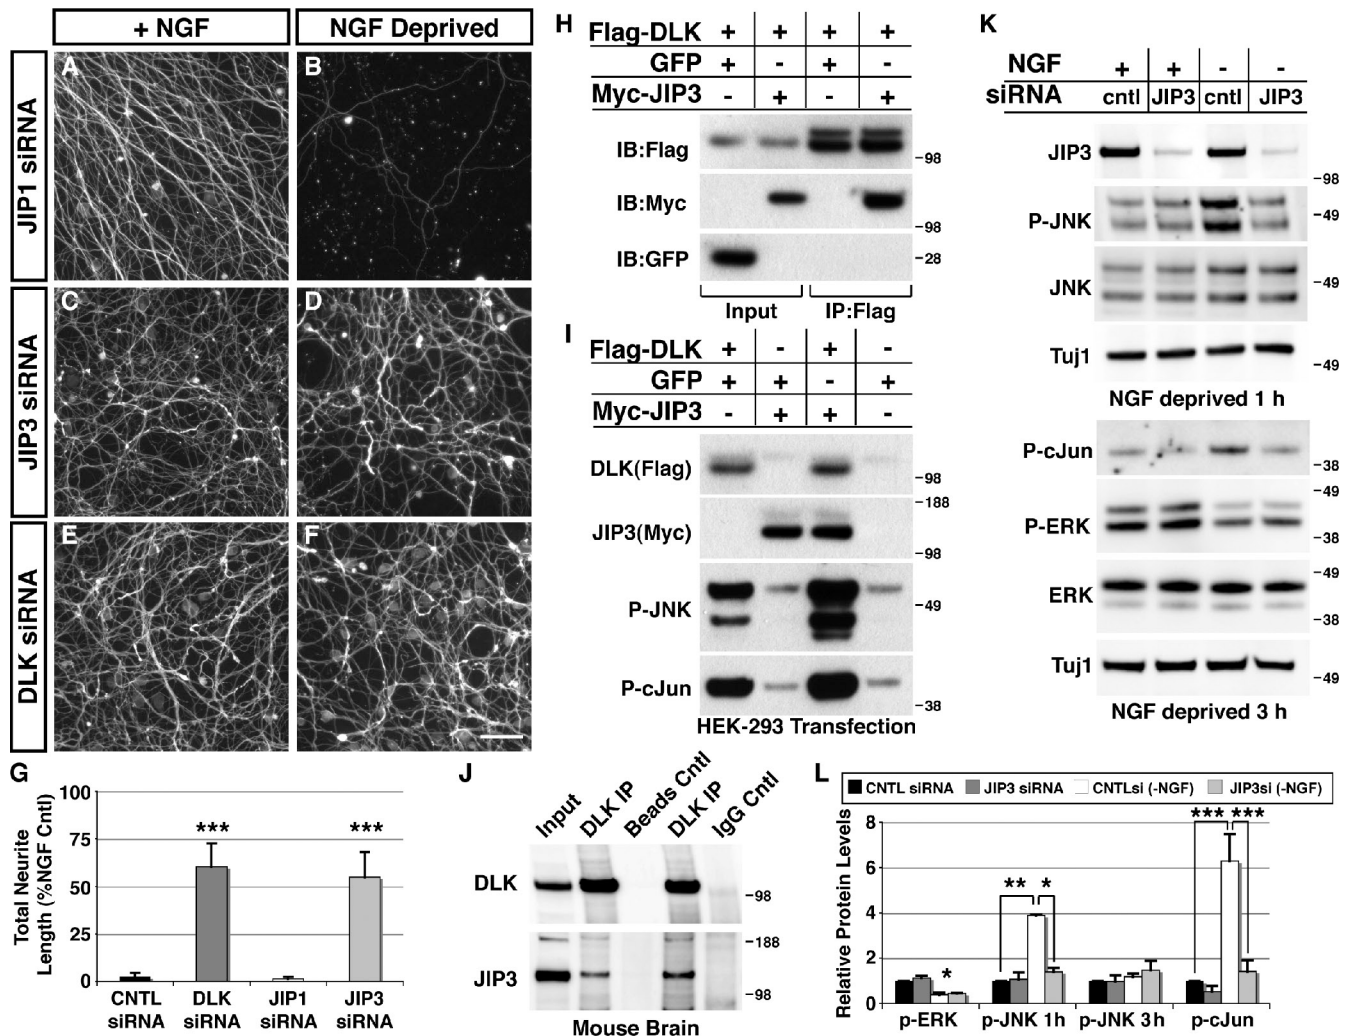 + NGF
NGF Deprived
JIP1 siRNA
A
B
JIP3 siRNA
C
D
DLK siRNA
E
F
G
Total Neurite
Length (%NGF Cntl)
100
75
50
25
0
***
***
CNTL siRNA
DLK siRNA
JIP1 siRNA
JIP3 siRNA
H
Flag-DLK + + + +
GFP + - + -
Myc-JIP3 - + - +
IB:Flag
-98
IB:Myc
-98
IB:GFP
-28
Input
IP:Flag
I
Flag-DLK + - + -
GFP + + - +
Myc-JIP3 - + + -
DLK(Flag)
-98
-188
JIP3(Myc)
-98
P-JNK
-49
P-cJun
-38
HEK-293 Transfection
J
Input
DLK IP
Beads Cntl
DLK IP
IgG Cntl
DLK
-98
-188
JIP3
-98
Mouse Brain
K
NGF + + - -
siRNA cntl JIP3 cntl JIP3
JIP3
-98
P-JNK
-49
JNK
-49
Tuj1
-49
NGF deprived 1 h
P-cJun
-38
-49
P-ERK
-38
-49
ERK
-38
Tuj1
-49
NGF deprived 3 h
L
CNTL siRNA JIP3 siRNA CNTLsi (-NGF) JIP3si (-NGF)
Relative Protein Levels
8
6
4
2
0
*
** *
*** ***
p-ERK
p-JNK 1h
p-JNK 3h
p-cJun